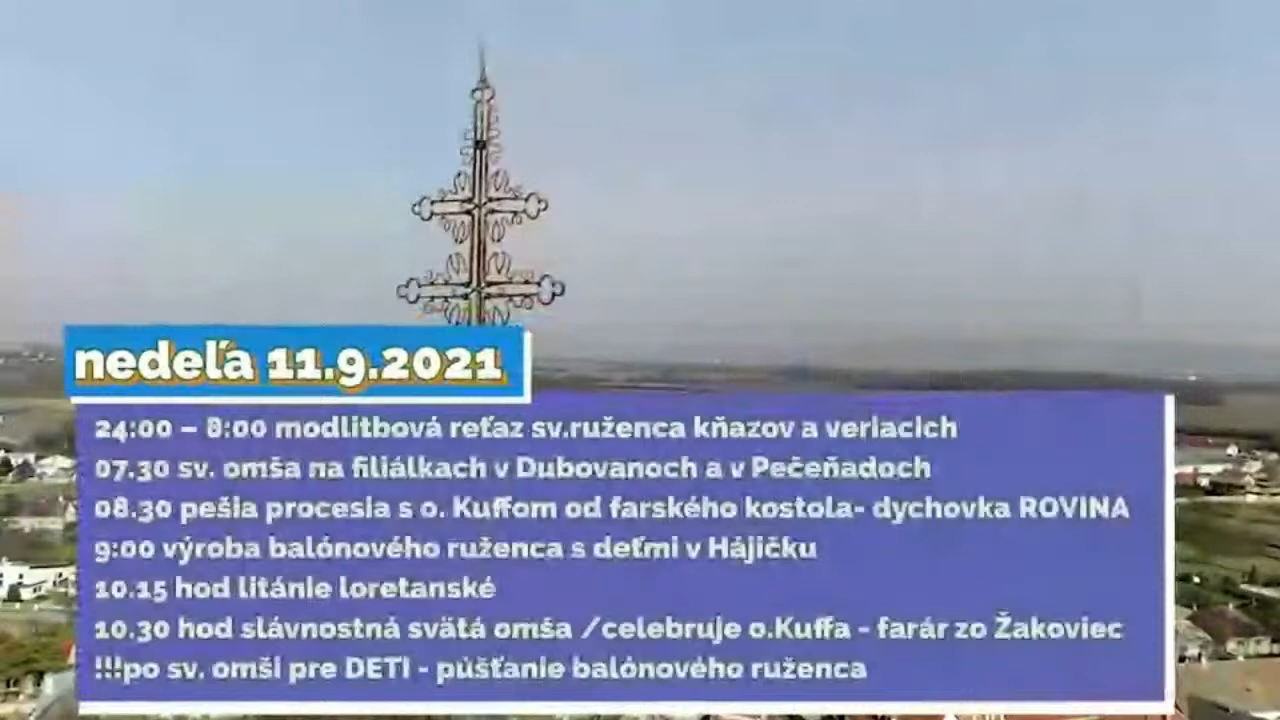 nedeľa 11.9.2021
24:00 – 8:00 modlitbová reťaz sv.ruženca kňazov a veriacich
07.30 sv. omša na filiálkach v Dubovanoch a v Pečeňadoch
08.30 pešia procesia s o. Kuffom od farského kostola- dychovka ROVINA
9:00 výroba balónového ruženca s deťmi v Hájičku
10.15 hod litánie loretanské
10.30 hod slávnostná svätá omša /celebruje o.Kuffa - farár zo Žakoviec
!!!po sv. omši pre DETI - púšťanie balónového ruženca